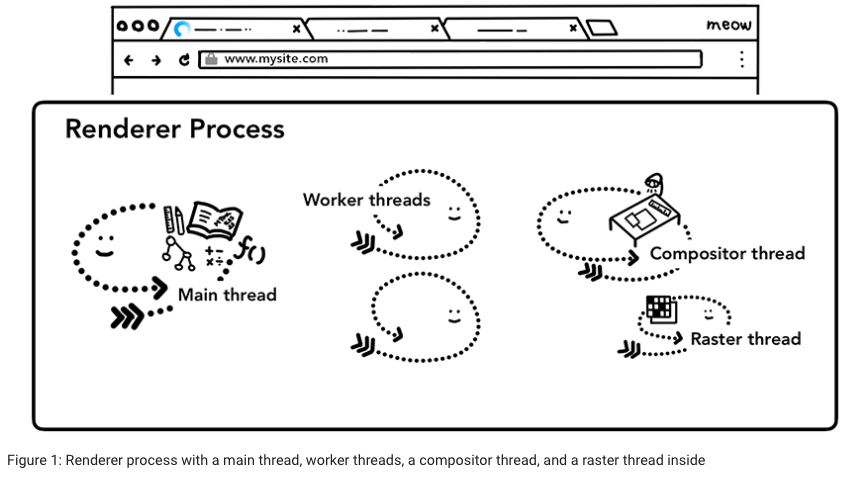 meow
www.mysite.com
Renderer Process
Worker threads
Compositor thread
f()
Main thread
Raster thread
Figure 1: Renderer process with a main thread, worker threads, a compositor thread, and a raster thread inside